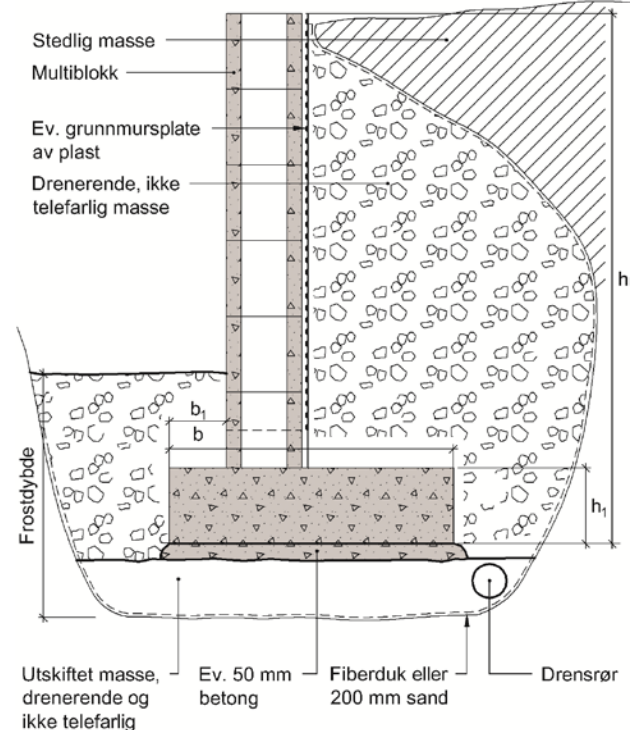 Stedlig masse
Multiblokk
Ev. grunnmursplate
av plast
Drenerende, ikke
telefarlig masse
h
b₁
b
h₁
Frostdybde
Utskiftet masse,
drenerende og
ikke telefarlig
Ev. 50 mm
betong
Fiberduk eller
200 mm sand
Drensrør